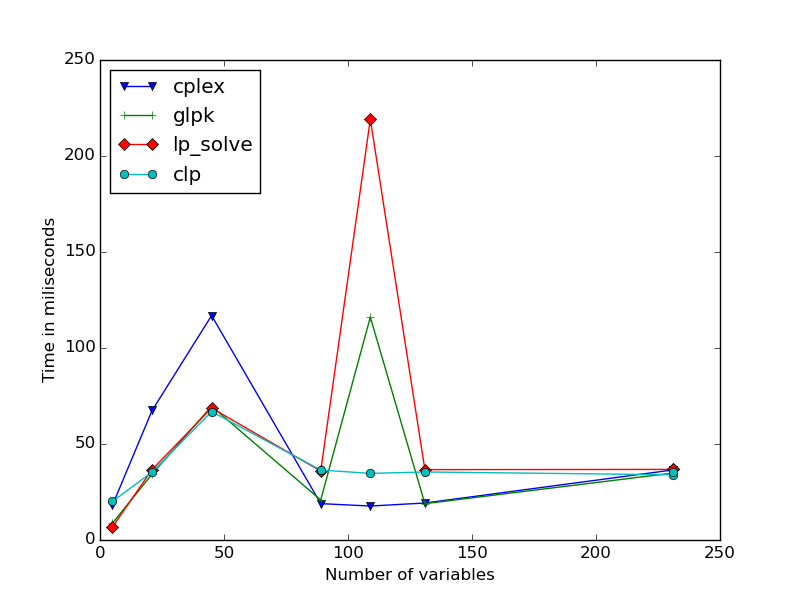 250
200
150
100
50
0
Time in miliseconds
cplex
glpk
lp_solve
clp
0 50 100 150 200 250
Number of variables